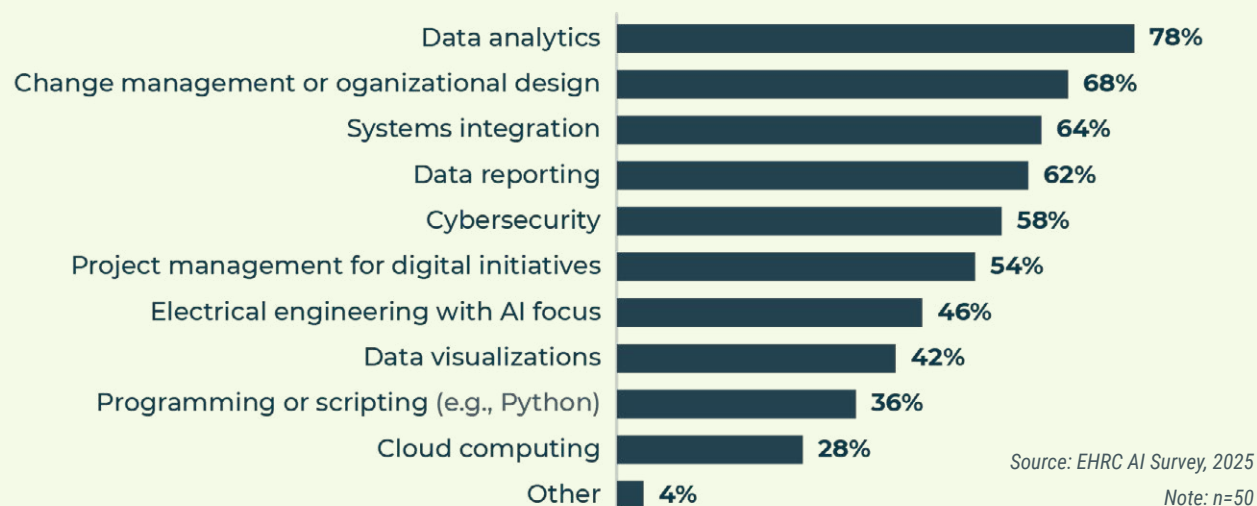 Data analytics 78%
Change management or oganizational design 68%
Systems integration 64%
Data reporting 62%
Cybersecurity 58%
Project management for digital initiatives 54%
Electrical engineering with AI focus 46%
Data visualizations 42%
Programming or scripting (e.g., Python) 36%
Cloud computing 28%
Other 4%
Source: EHRC AI Survey, 2025
Note: n=50